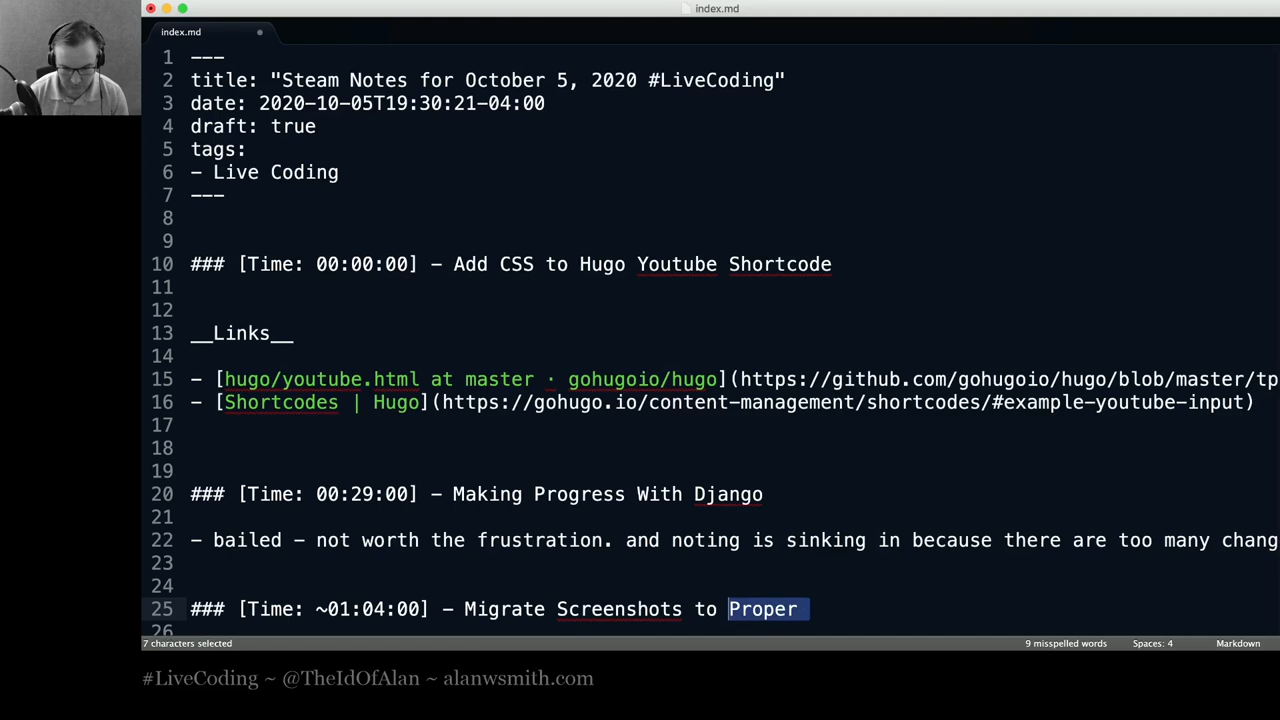 index.md
index.md
1 ---
2 title: "Steam Notes for October 5, 2020 #LiveCoding"
3 date: 2020-10-05T19:30:21-04:00
4 draft: true
5 tags:
6 - Live Coding
7 ---
8
9
10 ### [Time: 00:00:00] - Add CSS to Hugo Youtube Shortcode
11
12
13 __Links__
14
15 - [hugo/youtube.html at master · gohugoio/hugo](https://github.com/gohugoio/hugo/blob/master/tp
16 - [Shortcodes | Hugo](https://gohugo.io/content-management/shortcodes/#example-youtube-input)
17
18
19
20 ### [Time: 00:29:00] - Making Progress With Django
21
22 - bailed - not worth the frustration. and noting is sinking in because there are too many chang
23
24
25 ### [Time: ~01:04:00] - Migrate Screenshots to Proper
26
7 characters selected 9 misspelled words Spaces: 4 Markdown
#LiveCoding ~ @TheIdOfAlan ~ alanwsmith.com